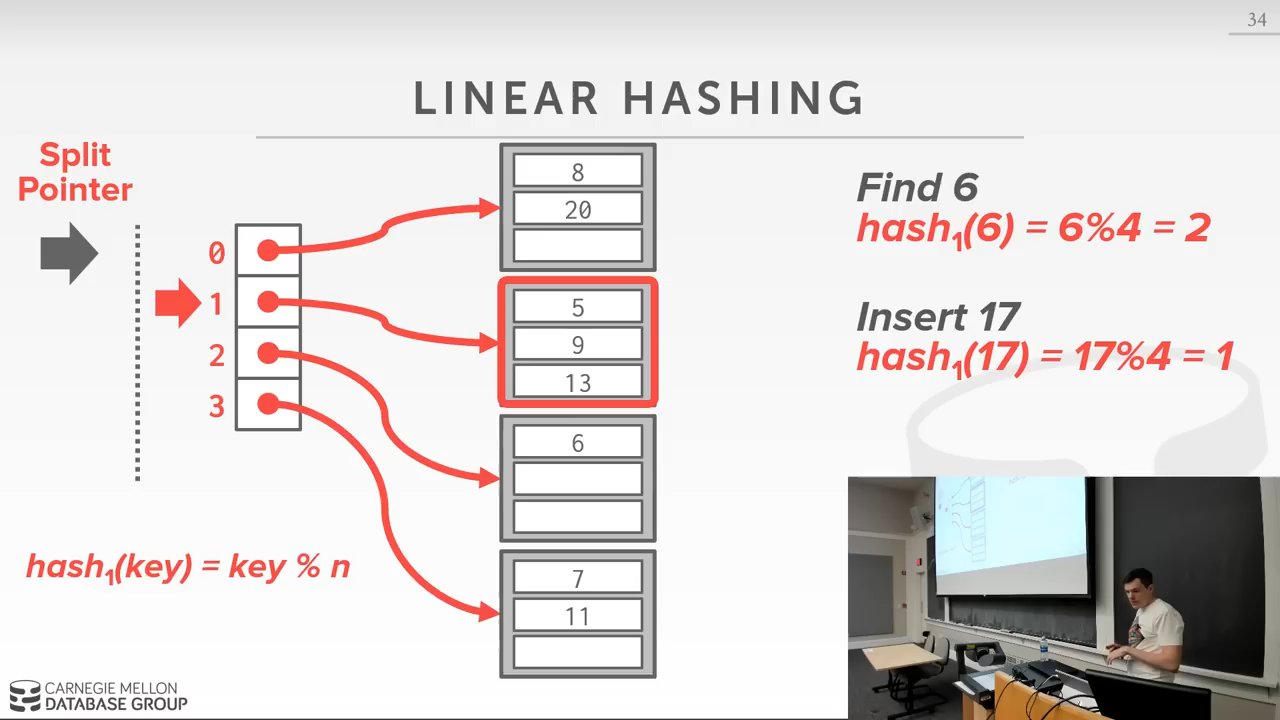 34
LINEAR HASHING
Split
Pointer
0
1
2
3
8
20
5
9
13
6
7
11
Find 6
hash₁(6) = 6%4 = 2
Insert 17
hash₁(17) = 17%4 = 1
hash₁(key) = key % n
CARNEGIE MELLON
DATABASE GROUP